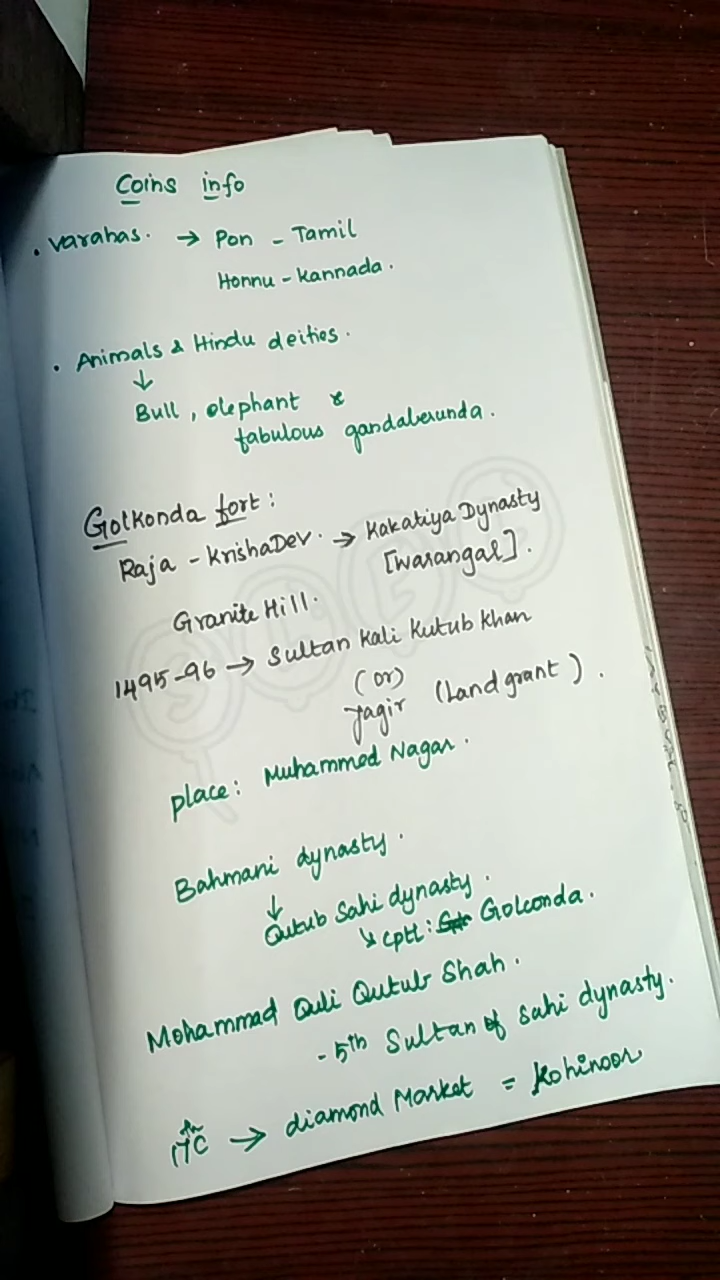 Coins info
. Varahas. → Pon - Tamil
Honnu - Kannada.
. Animals & Hindu deities.
↓
Bull, elephant &
fabulous gandaberunda.
Golkonda fort:
Raja - KrishaDev. → Kakatiya Dynasty
[Warangal].
Granite Hill.
1495-96 → Sultan Kali Kutub Khan
(or)
Jagir (Land grant).
place: Muhammed Nagar.
Bahmani dynasty.
↓
Qutub Sahi dynasty.
↘ cptl: Golconda.
Mohammad Quli Qutub Shah.
- 5th Sultan of Sahi dynasty.
17th C → diamond Market = Kohinoor